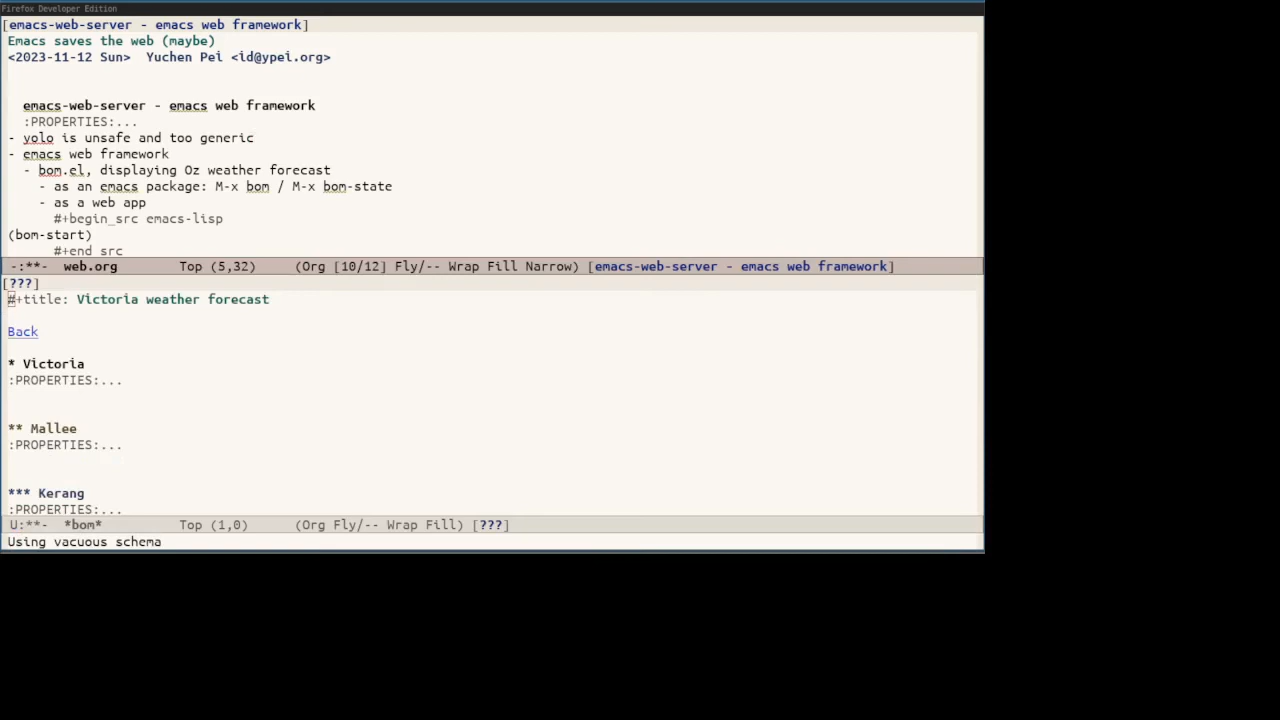 Firefox Developer Edition
[emacs-web-server - emacs web framework]
Emacs saves the web (maybe)
<2023-11-12 Sun>  Yuchen Pei <id@ypei.org>
emacs-web-server - emacs web framework
:PROPERTIES:...
- yolo is unsafe and too generic
- emacs web framework
- bom.el, displaying Oz weather forecast
- as an emacs package: M-x bom / M-x bom-state
- as a web app
#+begin_src emacs-lisp
(bom-start)
#+end_src
-:**-  web.org        Top (5,32)     (Org [10/12] Fly/-- Wrap Fill Narrow) [emacs-web-server - emacs web framework]
[???]
#+title: Victoria weather forecast
Back
* Victoria
:PROPERTIES:...
** Mallee
:PROPERTIES:...
*** Kerang
:PROPERTIES:...
U:**-  *bom*          Top (1,0)      (Org Fly/-- Wrap Fill) [???]
Using vacuous schema